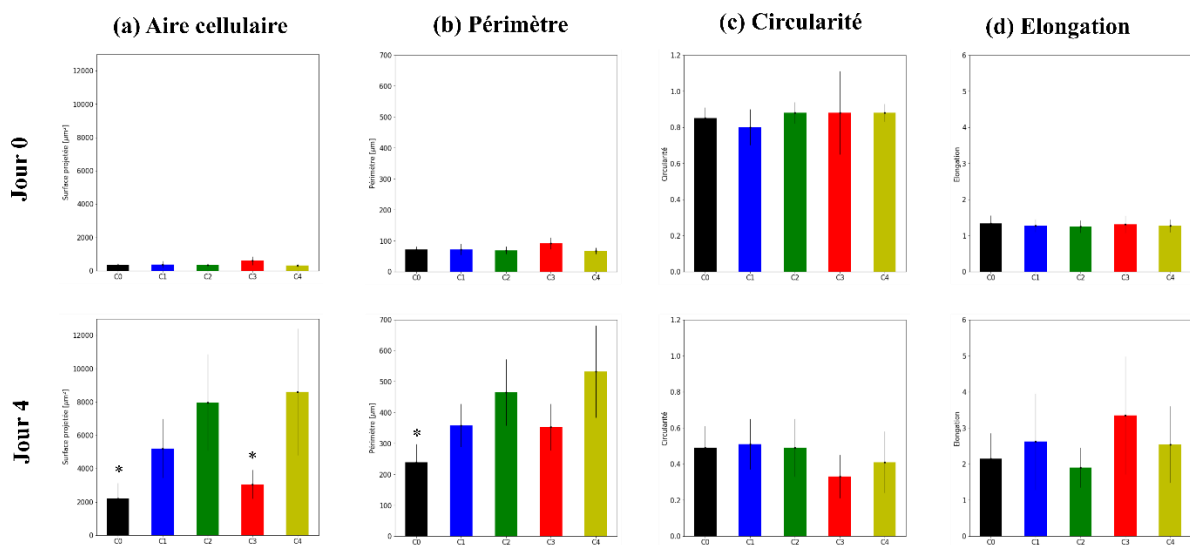 (a) Aire cellulaire
(b) Périmètre
(c) Circularité
(d) Elongation
Jour 0
Surface projetée [µm²]
12000
10000
8000
6000
4000
2000
0
C0 C1 C2 C3 C4
Périmètre [µm]
700
600
500
400
300
200
100
0
C0 C1 C2 C3 C4
Circularité
1.2
1.0
0.8
0.6
0.4
0.2
0.0
C0 C1 C2 C3 C4
Elongation
6
5
4
3
2
1
0
C0 C1 C2 C3 C4
Jour 4
Surface projetée [µm²]
12000
10000
8000
6000
4000
2000
0
* *
C0 C1 C2 C3 C4
Périmètre [µm]
700
600
500
400
300
200
100
0
*
C0 C1 C2 C3 C4
Circularité
1.2
1.0
0.8
0.6
0.4
0.2
0.0
C0 C1 C2 C3 C4
Elongation
6
5
4
3
2
1
0
C0 C1 C2 C3 C4